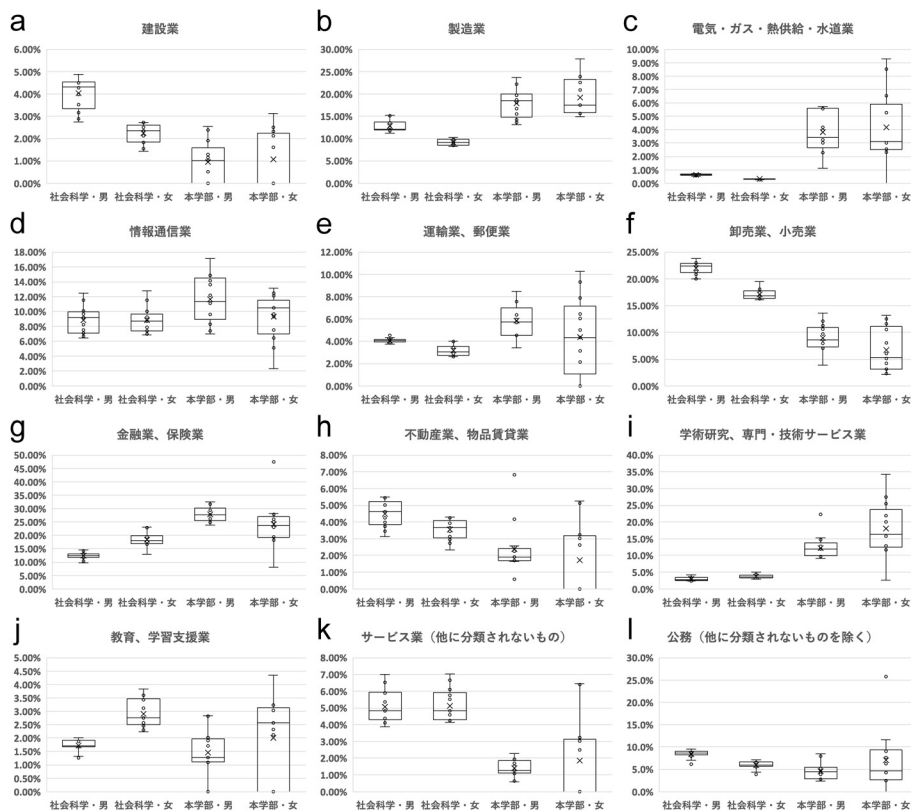 a
建設業
6.00%
5.00%
4.00%
3.00%
2.00%
1.00%
0.00%
社会科学・男 社会科学・女 本学部・男 本学部・女
b
製造業
30.00%
25.00%
20.00%
15.00%
10.00%
5.00%
0.00%
社会科学・男 社会科学・女 本学部・男 本学部・女
c
電気・ガス・熱供給・水道業
10.00%
9.00%
8.00%
7.00%
6.00%
5.00%
4.00%
3.00%
2.00%
1.00%
0.00%
社会科学・男 社会科学・女 本学部・男 本学部・女
d
情報通信業
18.00%
16.00%
14.00%
12.00%
10.00%
8.00%
6.00%
4.00%
2.00%
0.00%
社会科学・男 社会科学・女 本学部・男 本学部・女
e
運輸業、郵便業
12.00%
10.00%
8.00%
6.00%
4.00%
2.00%
0.00%
社会科学・男 社会科学・女 本学部・男 本学部・女
f
卸売業、小売業
25.00%
20.00%
15.00%
10.00%
5.00%
0.00%
社会科学・男 社会科学・女 本学部・男 本学部・女
g
金融業、保険業
50.00%
45.00%
40.00%
35.00%
30.00%
25.00%
20.00%
15.00%
10.00%
5.00%
0.00%
社会科学・男 社会科学・女 本学部・男 本学部・女
h
不動産業、物品賃貸業
8.00%
7.00%
6.00%
5.00%
4.00%
3.00%
2.00%
1.00%
0.00%
社会科学・男 社会科学・女 本学部・男 本学部・女
i
学術研究、専門・技術サービス業
40.0%
35.0%
30.0%
25.0%
20.0%
15.0%
10.0%
5.0%
0.0%
社会科学・男 社会科学・女 本学部・男 本学部・女
j
教育、学習支援業
5.00%
4.50%
4.00%
3.50%
3.00%
2.50%
2.00%
1.50%
1.00%
0.50%
0.00%
社会科学・男 社会科学・女 本学部・男 本学部・女
k
サービス業（他に分類されないもの）
8.00%
7.00%
6.00%
5.00%
4.00%
3.00%
2.00%
1.00%
0.00%
社会科学・男 社会科学・女 本学部・男 本学部・女
l
公務（他に分類されないものを除く）
30.0%
25.0%
20.0%
15.0%
10.0%
5.0%
0.0%
社会科学・男 社会科学・女 本学部・男 本学部・女